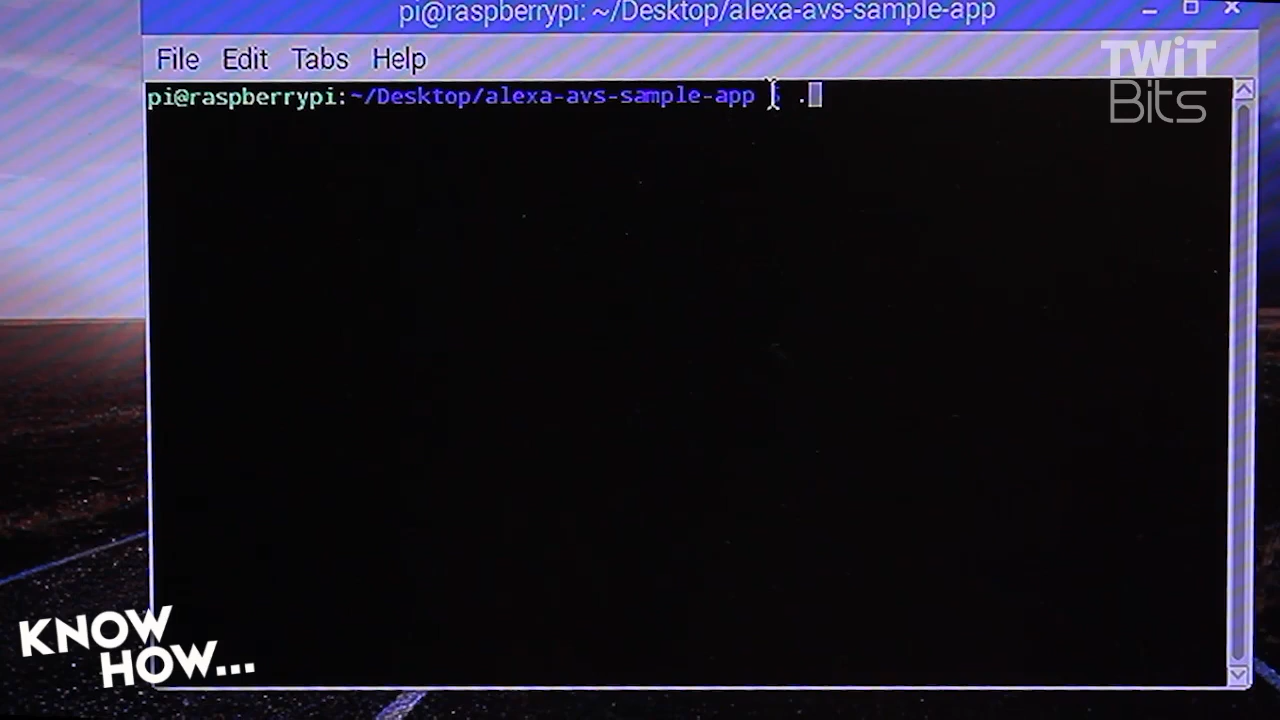 pi@raspberrypi: ~/Desktop/alexa-avs-sample-app
TWiT
Bits
File Edit Tabs Help
pi@raspberrypi:~/Desktop/alexa-avs-sample-app $ .
KNOW
HOW...